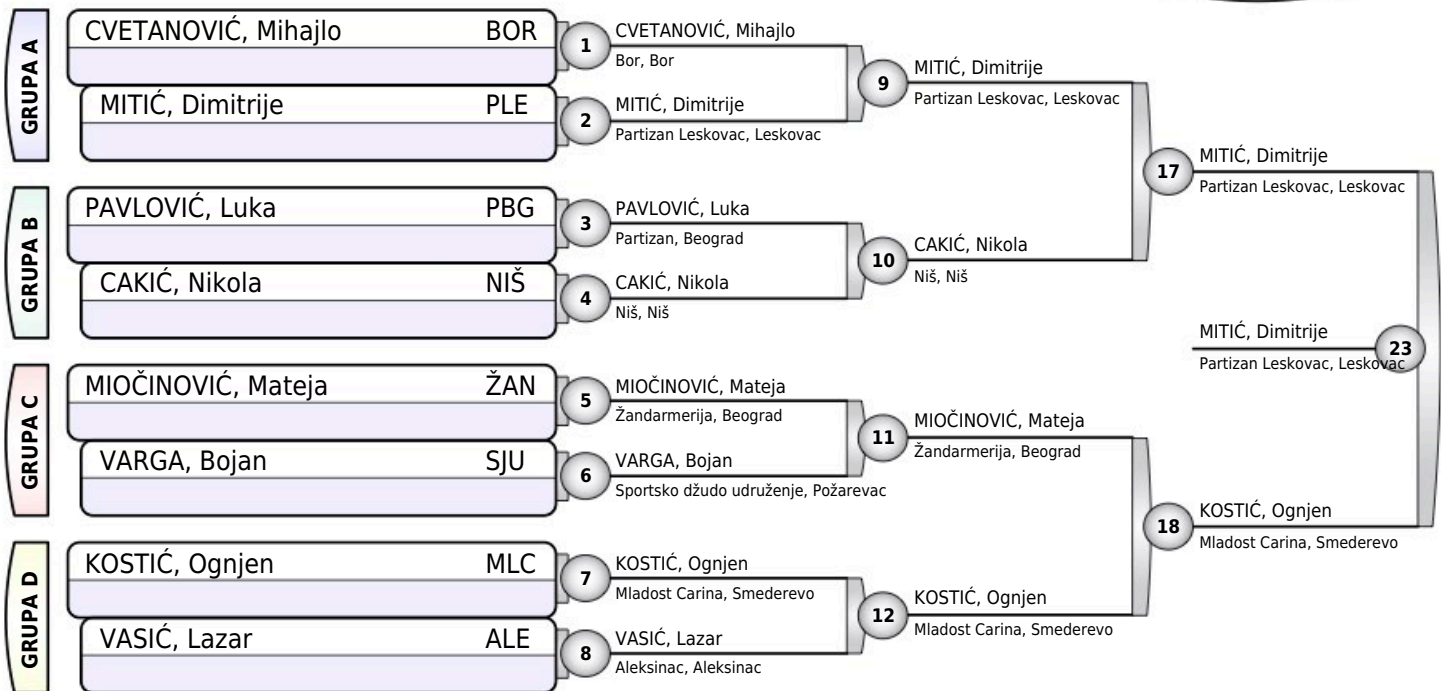 GRUPA A
CVETANOVIĆ, Mihajlo BOR
MITIĆ, Dimitrije PLE
GRUPA B
PAVLOVIĆ, Luka PBG
CAKIĆ, Nikola NIŠ
GRUPA C
MIOČINOVIĆ, Mateja ŽAN
VARGA, Bojan SJU
GRUPA D
KOSTIĆ, Ognjen MLC
VASIĆ, Lazar ALE
1
CVETANOVIĆ, Mihajlo
Bor, Bor
2
MITIĆ, Dimitrije
Partizan Leskovac, Leskovac
3
PAVLOVIĆ, Luka
Partizan, Beograd
4
CAKIĆ, Nikola
Niš, Niš
5
MIOČINOVIĆ, Mateja
Žandarmerija, Beograd
6
VARGA, Bojan
Sportsko džudo udruženje, Požarevac
7
KOSTIĆ, Ognjen
Mladost Carina, Smederevo
8
VASIĆ, Lazar
Aleksinac, Aleksinac
9
MITIĆ, Dimitrije
Partizan Leskovac, Leskovac
10
CAKIĆ, Nikola
Niš, Niš
11
MIOČINOVIĆ, Mateja
Žandarmerija, Beograd
12
KOSTIĆ, Ognjen
Mladost Carina, Smederevo
17
MITIĆ, Dimitrije
Partizan Leskovac, Leskovac
18
KOSTIĆ, Ognjen
Mladost Carina, Smederevo
23
MITIĆ, Dimitrije
Partizan Leskovac, Leskovac